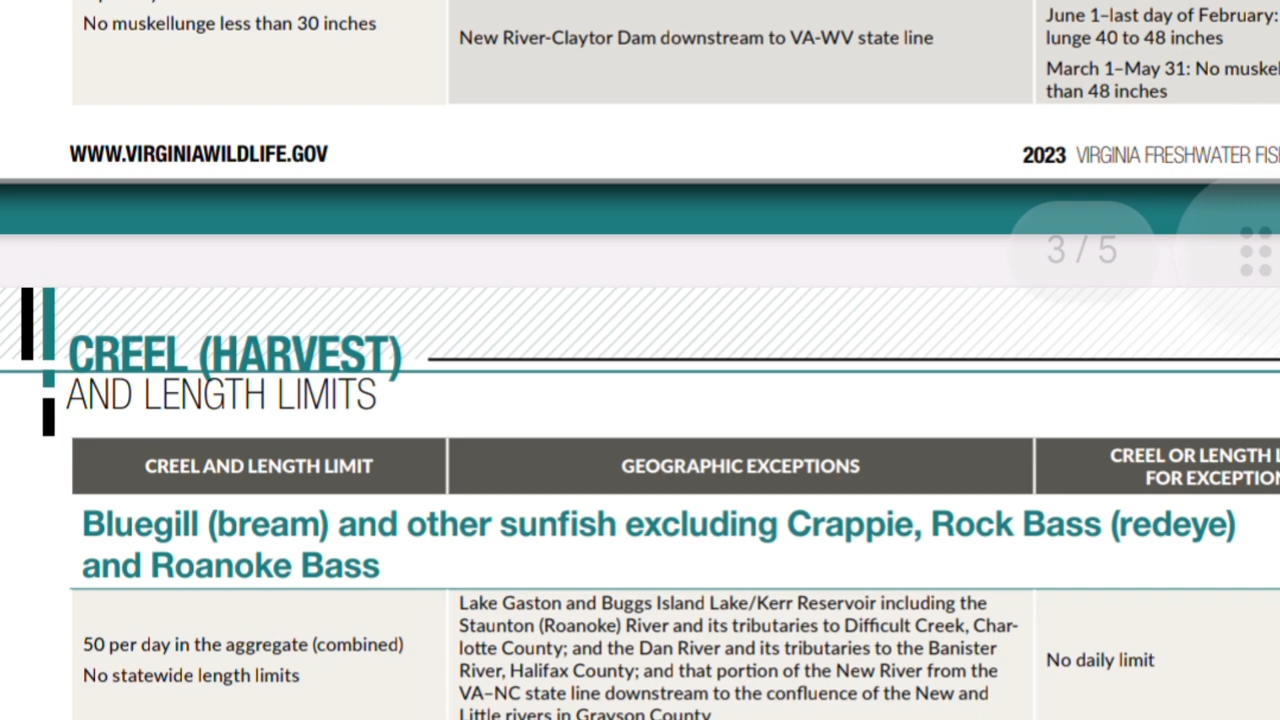 No muskellunge less than 30 inches
New River-Claytor Dam downstream to VA-WV state line
June 1–last day of February:
lunge 40 to 48 inches
March 1–May 31: No
than 48 inches
WWW.VIRGINIAWILDLIFE.GOV
2023 VIRGINIA FRESHWATER
3 / 5
CREEL (HARVEST)
AND LENGTH LIMITS
CREEL AND LENGTH LIMIT
GEOGRAPHIC EXCEPTIONS
CREEL OR LENGTH
FOR
Bluegill (bream) and other sunfish excluding Crappie, Rock Bass (redeye)
and Roanoke Bass
50 per day in the aggregate (combined)
No statewide length limits
Lake Gaston and Buggs Island Lake/Kerr Reservoir including the
Staunton (Roanoke) River and its tributaries to Difficult Creek, Char-
lotte County; and the Dan River and its tributaries to the Banister
River, Halifax County; and that portion of the New River from the
VA–NC state line downstream to the confluence of the New and
Little rivers in Grayson County
No daily limit